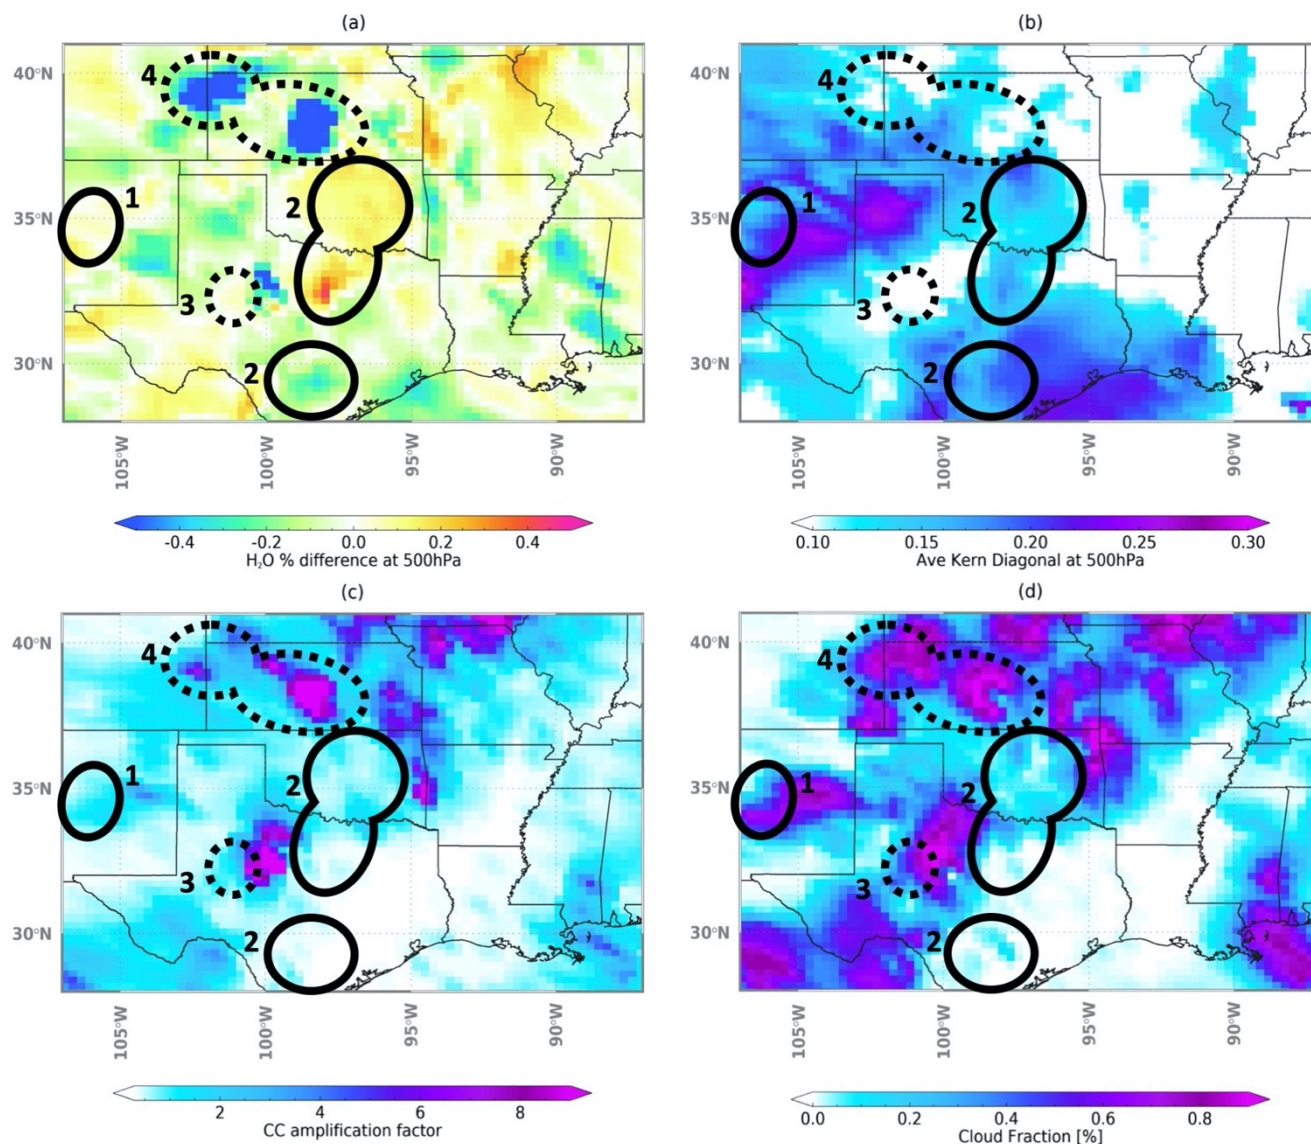 (a)
(b)
40°N
35°N
30°N
4
1
2
3
2
4
1
2
3
2
105°W
100°W
95°W
90°W
105°W
100°W
95°W
90°W
-0.4
-0.2
0.0
0.2
0.4
H₂O % difference at 500hPa
0.10
0.15
0.20
0.25
0.30
Ave Kern Diagonal at 500hPa
(c)
(d)
40°N
35°N
30°N
4
1
2
3
2
40°N
35°N
30°N
4
1
2
3
2
105°W
100°W
95°W
90°W
105°W
100°W
95°W
90°W
2
4
6
8
CC amplification factor
0.0
0.2
0.4
0.6
0.8
Cloud Fraction [%]